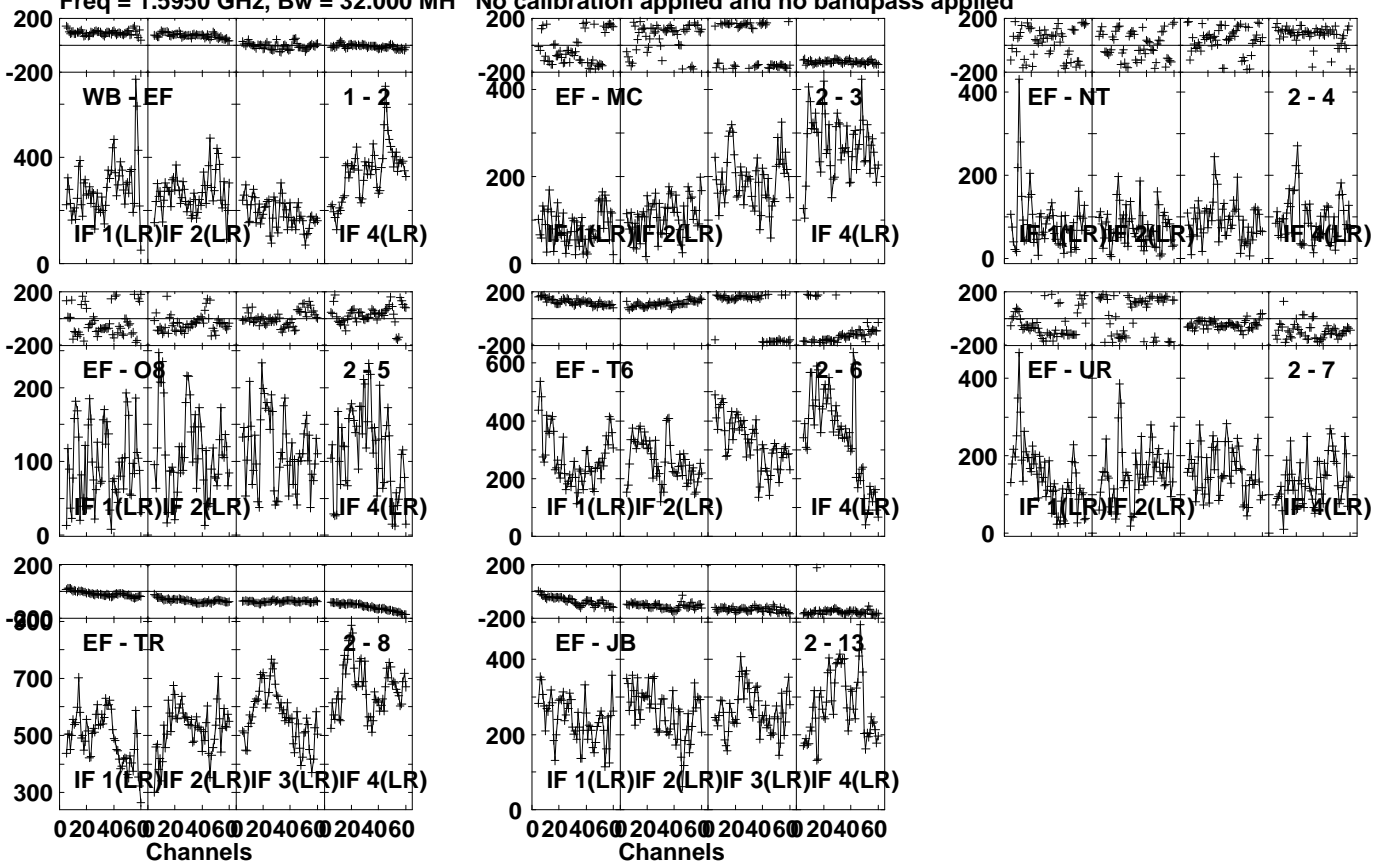 Freq = 1.5950 GHz, Bw = 32.000 MH No calibration applied and no bandpass applied
200
-200
WB - EF 1 - 2
400
0
IF 1(LR) IF 2(LR) IF 4(LR)
200
-200
EF - MC 2 - 3
400
200
0
IF 1(LR) IF 2(LR) IF 4(LR)
200
-200
EF - NT 2 - 4
400
200
0
IF 1(LR) IF 2(LR) IF 4(LR)
200
-200
EF - O8 2 - 5
200
100
0
IF 1(LR) IF 2(LR) IF 4(LR)
200
-200
EF - T6 2 - 6
600
400
200
0
IF 1(LR) IF 2(LR) IF 4(LR)
200
-200
EF - UR 2 - 7
400
200
0
IF 1(LR) IF 2(LR) IF 4(LR)
200
-200
900
EF - TR 2 - 8
700
500
300
IF 1(LR) IF 2(LR) IF 3(LR) IF 4(LR)
0 20 40 60 0 20 40 60 0 20 40 60 0 20 40 60
Channels
200
-200
EF - JB 2 - 13
400
200
0
IF 1(LR) IF 2(LR) IF 3(LR) IF 4(LR)
0 20 40 60 0 20 40 60 0 20 40 60 0 20 40 60
Channels